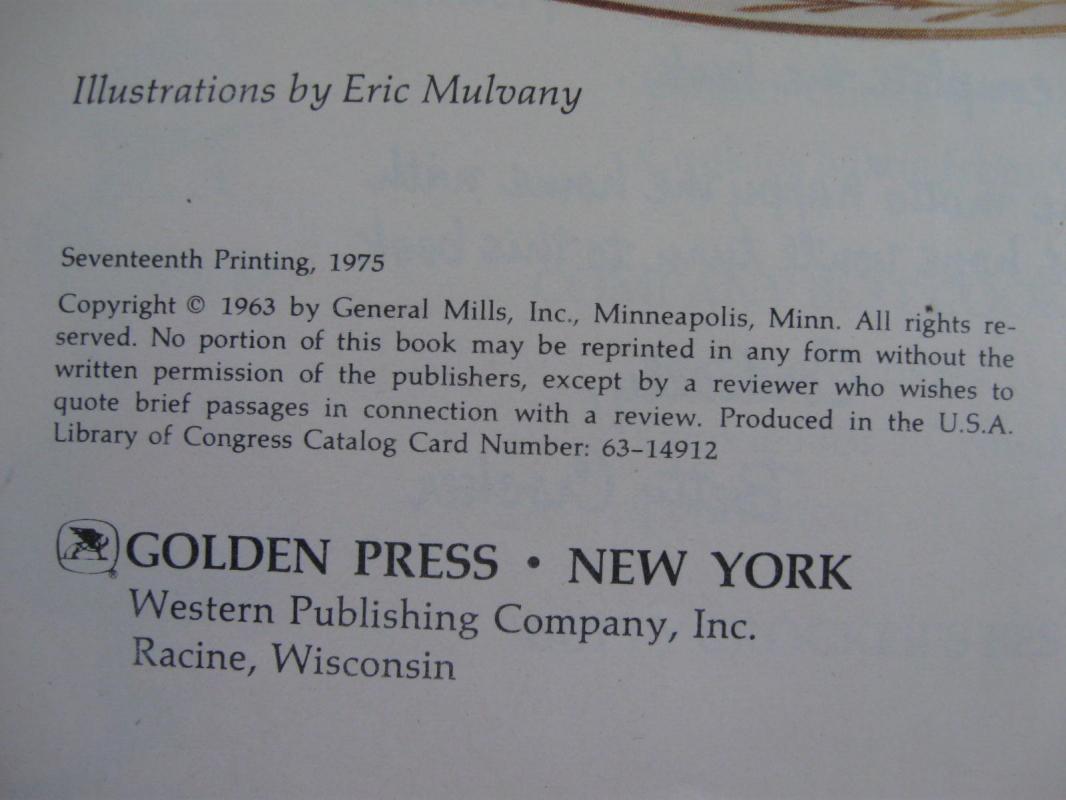 Illustrations by Eric Mulvany
Seventeenth Printing, 1975
Copyright © 1963 by General Mills, Inc., Minneapolis, Minn. All rights re-
served. No portion of this book may be reprinted in any form without the
written permission of the publishers, except by a reviewer who wishes to
quote brief passages in connection with a review. Produced in the U.S.A.
Library of Congress Catalog Card Number: 63-14912
GOLDEN PRESS • NEW YORK
®
Western Publishing Company, Inc.
Racine, Wisconsin